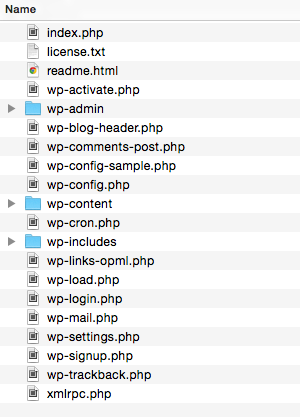 Name
index.php
license.txt
readme.html
wp-activate.php
wp-admin
wp-blog-header.php
wp-comments-post.php
wp-config-sample.php
wp-config.php
wp-content
wp-cron.php
wp-includes
wp-links-opml.php
wp-load.php
wp-login.php
wp-mail.php
wp-settings.php
wp-signup.php
wp-trackback.php
xmlrpc.php